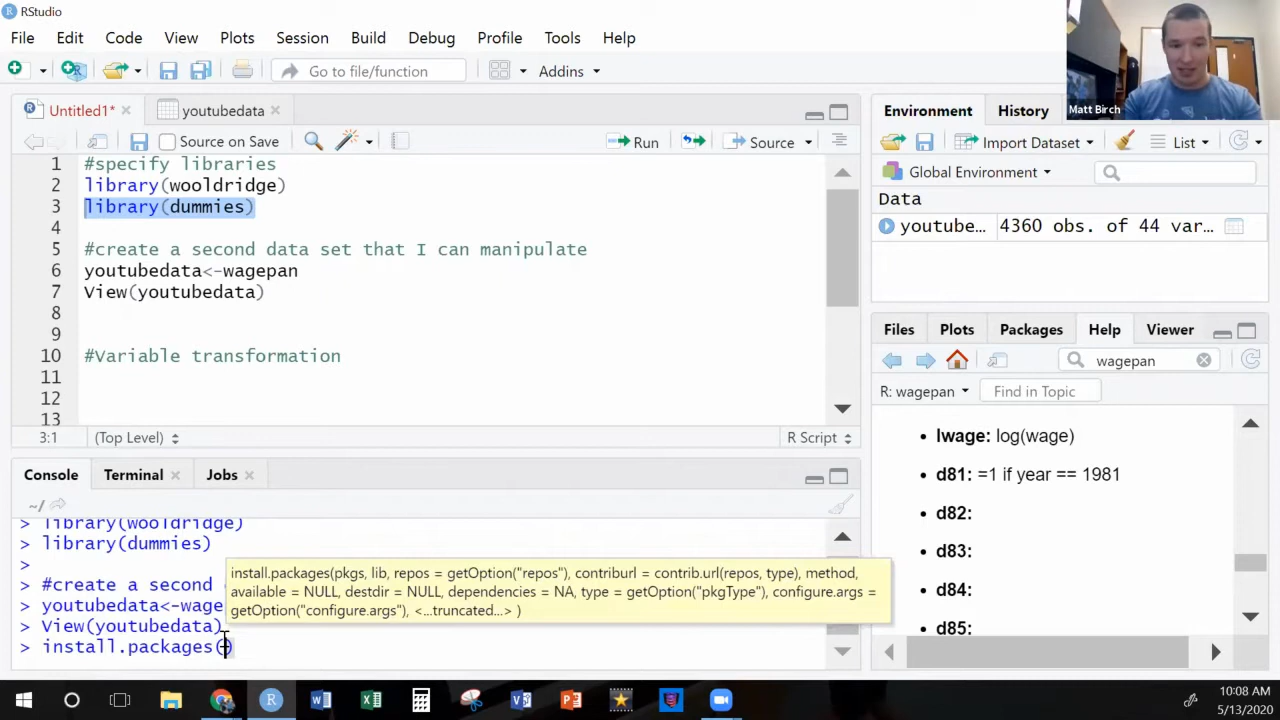 RStudio
File Edit Code View Plots Session Build Debug Profile Tools Help
Go to file/function
Addins
Matt Birch
Untitled1*
youtubedata
Source on Save
Run
Source
1 #specify libraries
2 library(wooldridge)
3 library(dummies)
4
5 #create a second data set that I can manipulate
6 youtubedata<-wagepan
7 View(youtubedata)
8
9
10 #Variable transformation
11
12
13
3:1 (Top Level)
R Script
Console Terminal Jobs
~/
> library(wooldridge)
> library(dummies)
>
> #create a second
> youtubedata<-wage
> View(youtubedata)
> install.packages()
install.packages(pkgs, lib, repos = getOption("repos"), contriburl = contrib.url(repos, type), method,
available = NULL, destdir = NULL, dependencies = NA, type = getOption("pkgType"), configure.args =
getOption("configure.args"), <...truncated...> )
Environment History
Import Dataset
List
Global Environment
Data
youtube... 4360 obs. of 44 var...
Files Plots Packages Help Viewer
wagepan
R: wagepan
Find in Topic
• lwage: log(wage)
• d81: =1 if year == 1981
• d82:
• d83:
• d84:
• d85:
10:08 AM
5/13/2020